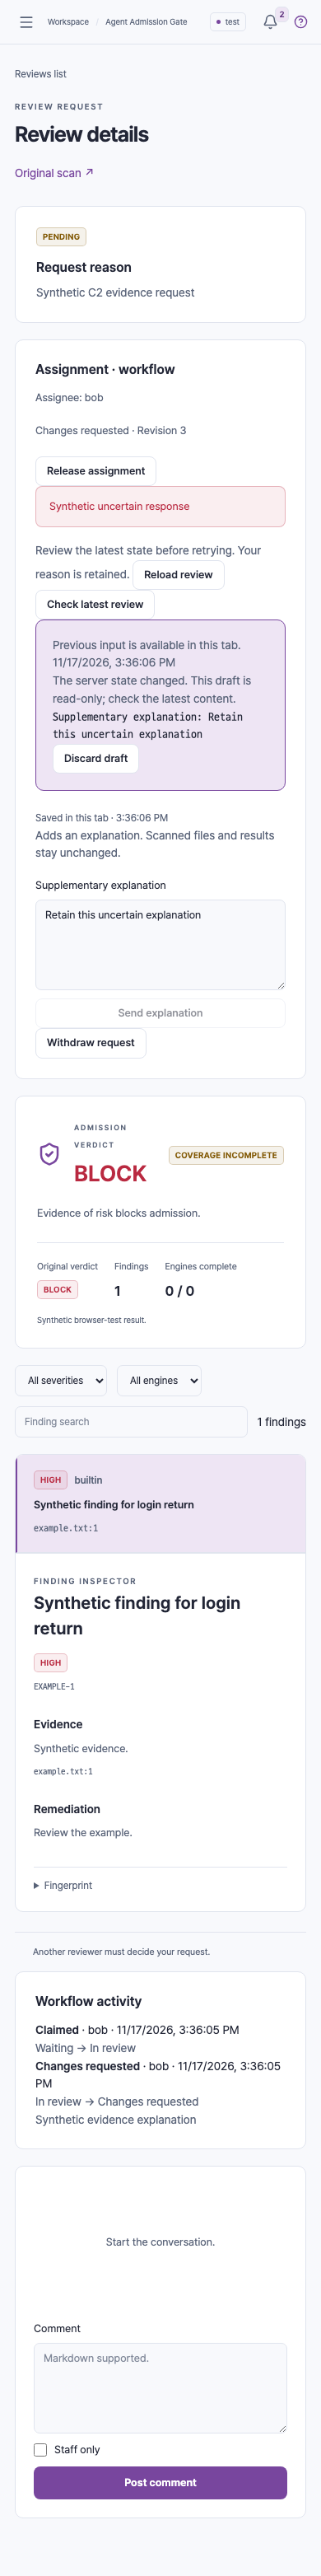 Workspace / Agent Admission Gate
test
2
Reviews list
REVIEW REQUEST
Review details
Original scan ↗
PENDING
Request reason
Synthetic C2 evidence request
Assignment · workflow
Assignee: bob
Changes requested · Revision 3
Release assignment
Synthetic uncertain response
Review the latest state before retrying. Your
reason is retained. Reload review
Check latest review
Previous input is available in this tab.
11/17/2026, 3:36:06 PM
The server state changed. This draft is
read-only; check the latest content.
Supplementary explanation: Retain
this uncertain explanation
Discard draft
Saved in this tab · 3:36:06 PM
Adds an explanation. Scanned files and results
stay unchanged.
Supplementary explanation
Retain this uncertain explanation
Send explanation
Withdraw request
ADMISSION
VERDICT
BLOCK
COVERAGE INCOMPLETE
Evidence of risk blocks admission.
Original verdict Findings Engines complete
BLOCK 1 0 / 0
Synthetic browser-test result.
All severities All engines
Finding search 1 findings
HIGH builtin
Synthetic finding for login return
example.txt:1
FINDING INSPECTOR
Synthetic finding for login
return
HIGH
EXAMPLE-1
Evidence
Synthetic evidence.
example.txt:1
Remediation
Review the example.
Fingerprint
Another reviewer must decide your request.
Workflow activity
Claimed · bob · 11/17/2026, 3:36:05 PM
Waiting → In review
Changes requested · bob · 11/17/2026, 3:36:05
PM
In review → Changes requested
Synthetic evidence explanation
Start the conversation.
Comment
Markdown supported.
Staff only
Post comment